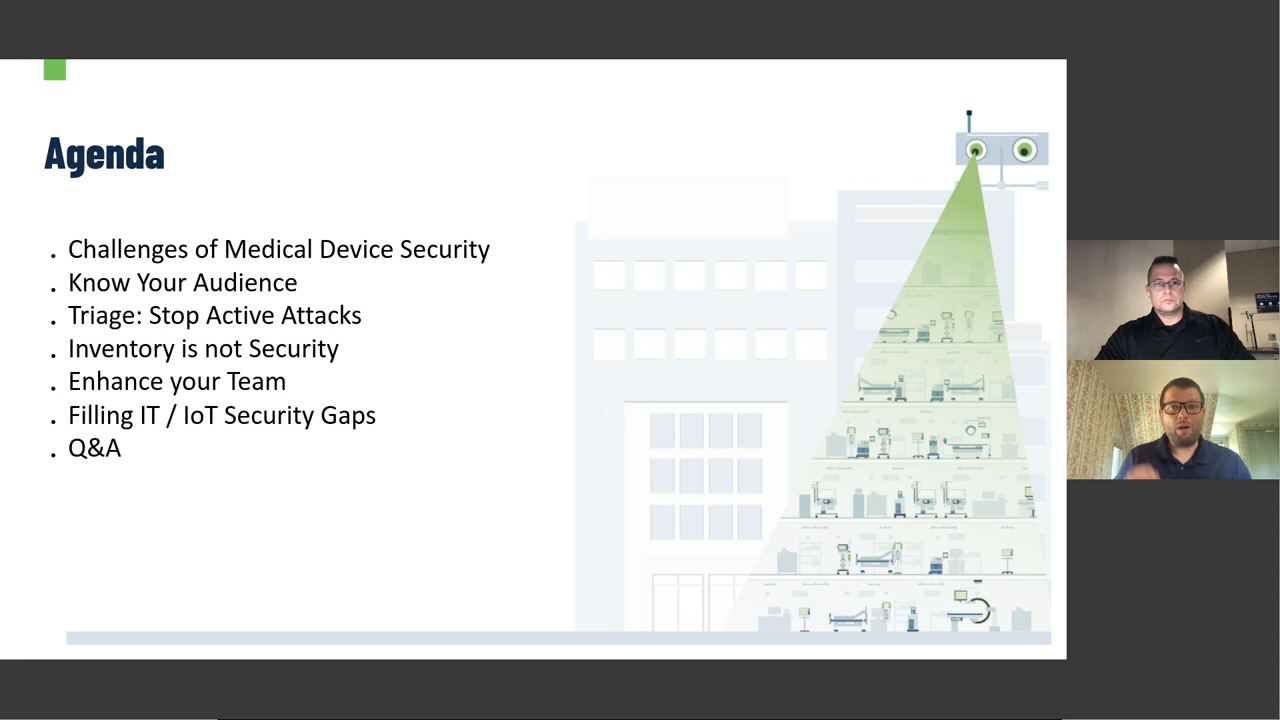 Agenda
. Challenges of Medical Device Security
. Know Your Audience
. Triage: Stop Active Attacks
. Inventory is not Security
. Enhance your Team
. Filling IT / IoT Security Gaps
. Q&A